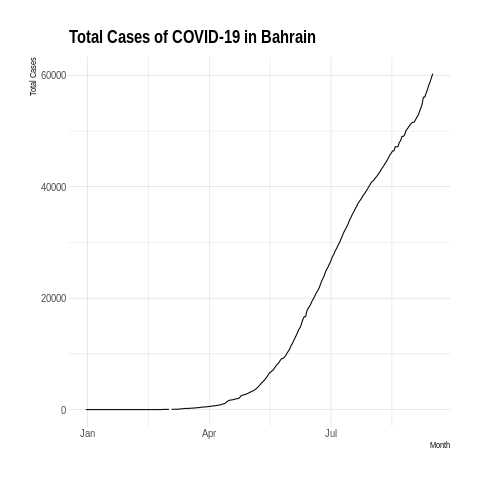 Total Cases of COVID-19 in Bahrain
Total Cases
60000
40000
20000
0
Jan Apr Jul
Month